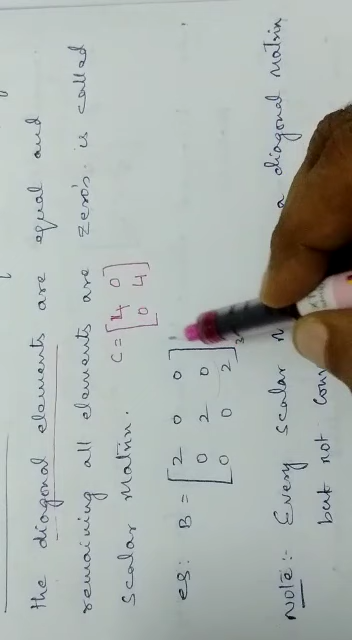 the diagonal elements are equal and
remaining all elements are zero's is called
Scalar Matrix. C = [4 0
0 4]
eg: B = [2 0 0
0 2 0
0 0 2]
Note:- Every Scalar a diagonal matrix
but not